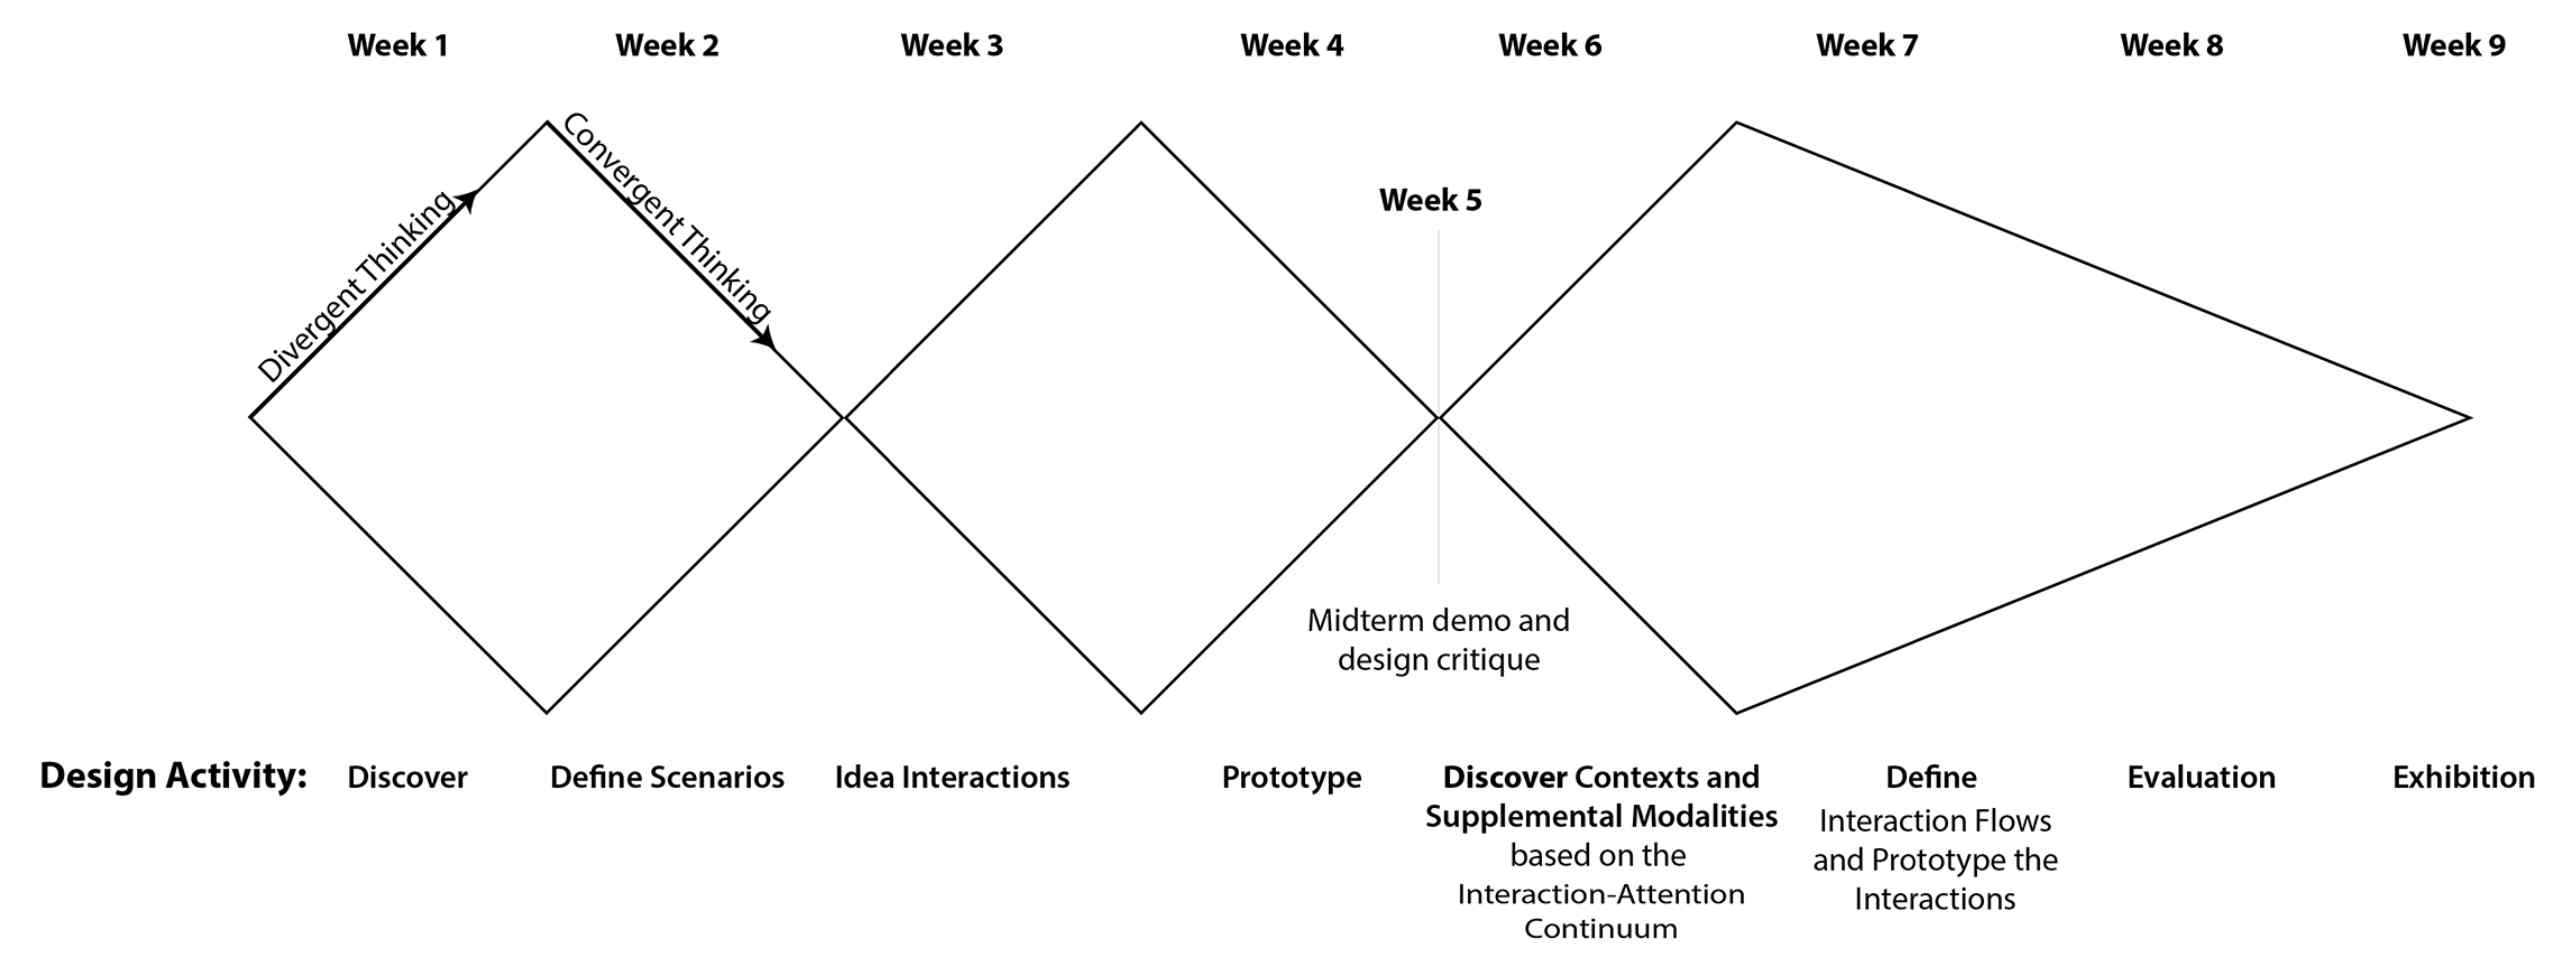 Week 1 Week 2 Week 3 Week 4 Week 6 Week 7 Week 8 Week 9
Divergent Thinking
Convergent Thinking
Week 5
Midterm demo and
design critique
Design Activity: Discover Define Scenarios Idea Interactions Prototype
Discover Contexts and
Supplemental Modalities
based on the
Interaction-Attention
Continuum
Define
Interaction Flows
and Prototype the
Interactions
Evaluation
Exhibition